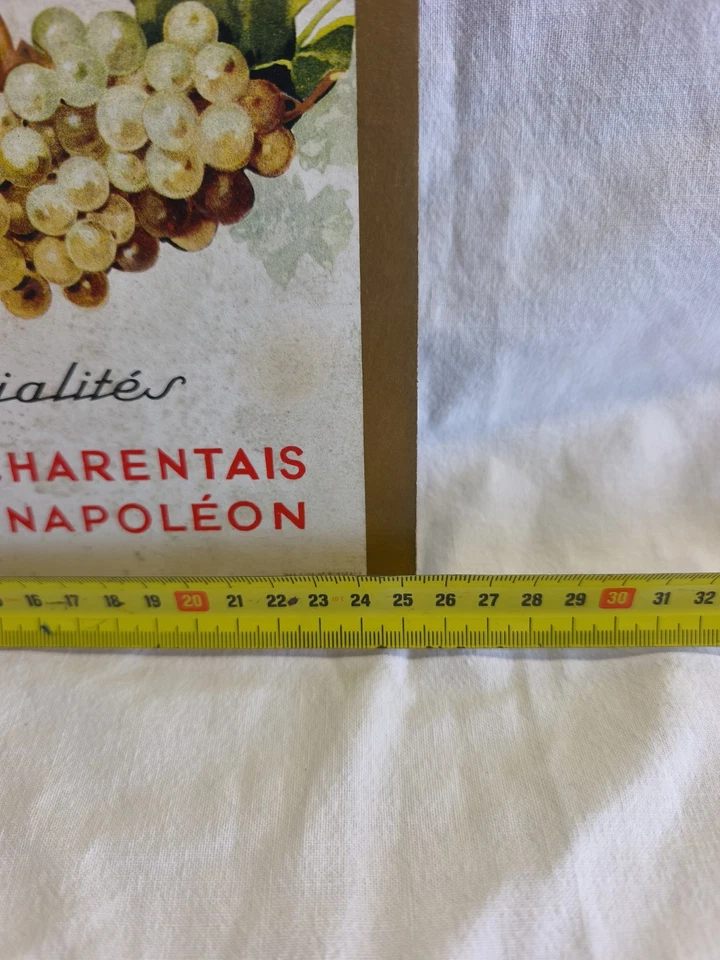 ialités
HARENTAIS
NAPOLÉON
16 17 18 19 20 21 22 23 24 25 26 27 28 29 30 31 32